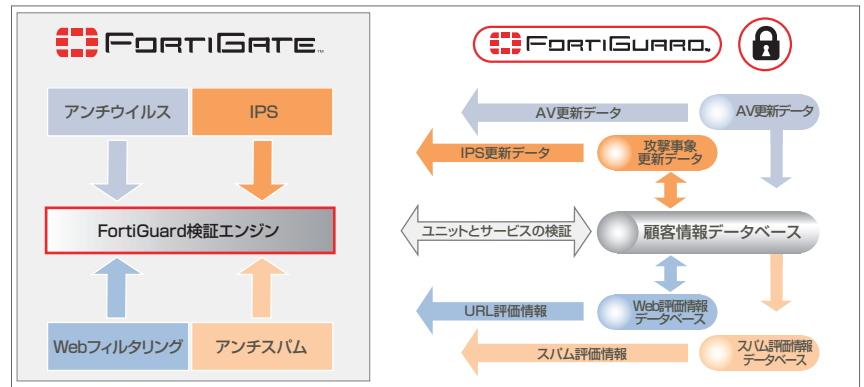 FORTIGATE™
アンチウイルス
IPS
FortiGuard検証エンジン
Webフィルタリング
アンチスパム
FORTIGUARD™
AV更新データ
AV更新データ
IPS更新データ
攻撃事象
更新データ
ユニットとサービスの検証
顧客情報データベース
URL評価情報
Web評価情報
データベース
スパム評価情報
スパム評価情報
データベース